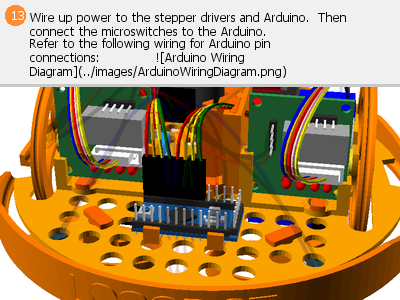 13 Wire up power to the stepper drivers and Arduino.  Then
connect the microswitches to the Arduino.
Refer to the following wiring for Arduino pin
connections:          ![Arduino Wiring
Diagram](../images/ArduinoWiringDiagram.png)